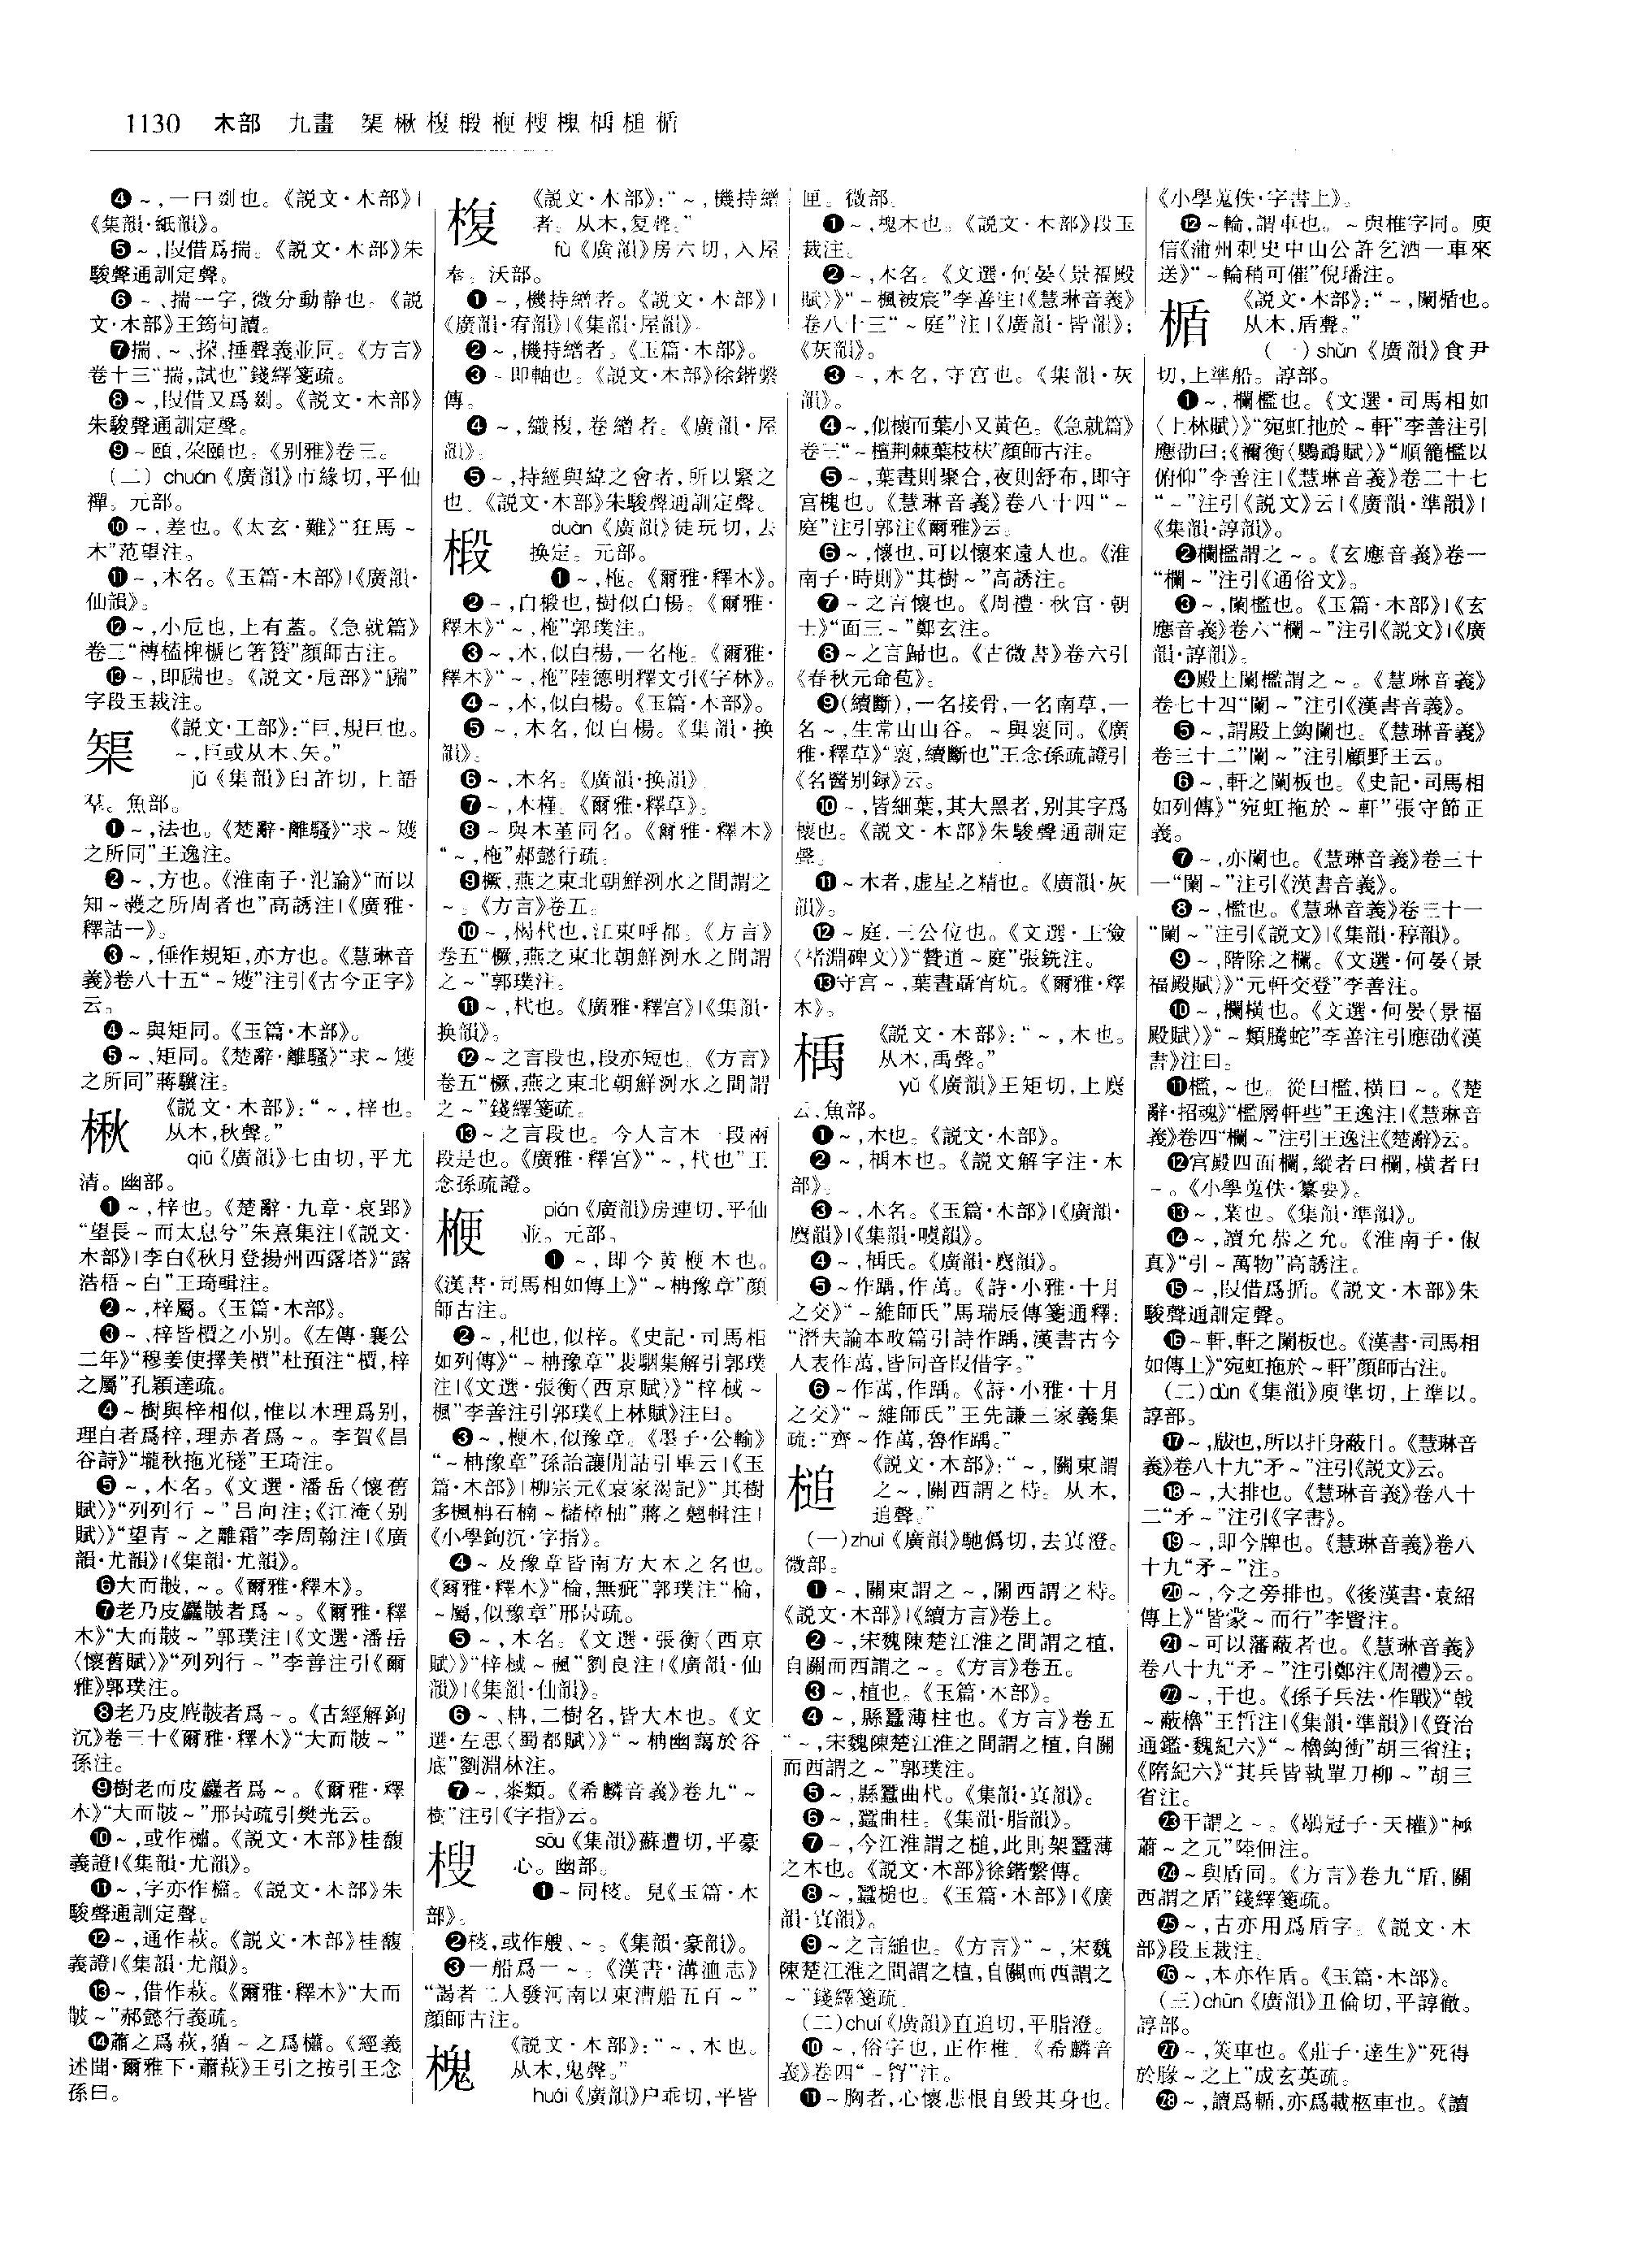 1130 木部 九畫 榘楸椱椴楩㮴槐楀槌楯
❹～,一曰剟也。《説文·木部》|
《集韻·紙韻》。
❺～,叚借爲揣。《説文·木部》朱
駿聲通訓定聲。
❻～、揣一字,微分動静也。《説
文·木部》王筠句讀。
❼揣、～、探、捶聲義並同。《方言》
卷十三“揣,試也”錢繹箋疏。
❽～,叚借又爲剟。《説文·木部》
朱駿聲通訓定聲。
❾～頤,朶頤也。《别雅》卷三。
(二) chuán《廣韻》市緣切,平仙
禪。元部。
❿～,差也。《太玄·難》“狂馬～
木”范望注。
⓫～,木名。《玉篇·木部》|《廣韻·
仙韻》。
⓬～,小卮也,上有蓋。《急就篇》
卷三“槫榼椑榹匕箸籫”顔師古注。
⓭～,即𦓝也。《説文·卮部》“𦓝”
字段玉裁注。
榘
《説文·工部》:“巨,規巨也。
～,巨或从木、矢。”
jǔ《集韻》臼許切,上語
羣。魚部。
❶～,法也。《楚辭·離騷》“求～矱
之所同”王逸注。
❷～,方也。《淮南子·氾論》“而以
知～彠之所周者也”高誘注|《廣雅·
釋詁一》。
❸～,倕作規矩,亦方也。《慧琳音
義》卷八十五“～矱”注引《古今正字》
云。
❹～與矩同。《玉篇·木部》。
❺～、矩同。《楚辭·離騷》“求～矱
之所同”蔣驥注。
楸
《説文·木部》:“～,梓也。
从木,秋聲。”
qiū《廣韻》七由切,平尤
清。幽部。
❶～,梓也。《楚辭·九章·哀郢》
“望長～而太息兮”朱熹集注|《説文·
木部》|李白《秋月登揚州西露塔》“露
浩梧～白”王琦輯注。
❷～,梓屬。《玉篇·木部》。
❸～、梓皆檟之小别。《左傳·襄公
二年》“穆姜使擇美檟”杜預注“檟,梓
之屬”孔穎達疏。
❹～樹與梓相似,惟以木理爲别,
理白者爲梓,理赤者爲～。李賀《昌
谷詩》“壠秋拖光穟”王琦注。
❺～,木名。《文選·潘岳〈懷舊
賦〉》“列列行～”吕向注;《江淹〈别
賦〉》“望青～之離霜”李周翰注|《廣
韻·尤韻》|《集韻·尤韻》。
❻大而皵,～。《爾雅·釋木》。
❼老乃皮麤皵者爲～。《爾雅·釋
木》“大而皵～”郭璞注|《文選·潘岳
〈懷舊賦〉》“列列行～”李善注引《爾
雅》郭璞注。
❽老乃皮麄皵者爲～。《古經解鉤
沉》卷三十《爾雅·釋木》“大而皵～”
孫注。
❾樹老而皮麤者爲～。《爾雅·釋
木》“大而皵～”邢昺疏引樊光云。
❿～,或作橚。《説文·木部》桂馥
義證|《集韻·尤韻》。
⓫～,字亦作櫹。《説文·木部》朱
駿聲通訓定聲。
⓬～,通作萩。《説文·木部》桂馥
義證|《集韻·尤韻》。
⓭～,借作萩。《爾雅·釋木》“大而
皵～”郝懿行義疏。
⓮蕭之爲萩,猶～之爲櫹。《經義
述聞·爾雅下·蕭萩》王引之按引王念
孫曰。
椱
《説文·木部》:“～,機持繒
者。从木,复聲。”
fù《廣韻》房六切,入屋
奉。沃部。
❶～,機持繒者。《説文·木部》|
《廣韻·宥韻》|《集韻·屋韻》。
❷～,機持繒者。《玉篇·木部》。
❸～即軸也。《説文·木部》徐鍇繫
傳。
❹～,織椱,卷繒者。《廣韻·屋
韻》。
❺～,持經與緯之會者,所以緊之
也。《説文·木部》朱駿聲通訓定聲。
椴
duàn《廣韻》徒玩切,去
换定。元部。
❶～,柂。《爾雅·釋木》。
❷～,白椴也,樹似白楊。《爾雅·
釋木》“～,柂”郭璞注。
❸～,木,似白楊,一名柂。《爾雅·
釋木》“～,柂”陸德明釋文引《字林》。
❹～,木,似白楊。《玉篇·木部》。
❺～,木名,似白楊。《集韻·换
韻》。
❻～,木名。《廣韻·换韻》。
❼～,木槿。《爾雅·釋草》。
❽～與木堇同名。《爾雅·釋木》
“～,柂”郝懿行疏。
❾橛,燕之東北朝鮮洌水之間謂之
～。《方言》卷五。
❿～,楬杙也,江東呼都。《方言》
卷五“橛,燕之東北朝鮮洌水之間謂
之～”郭璞注。
⓫～,杙也。《廣雅·釋宫》|《集韻·
换韻》。
⓬～之言段也,段亦短也。《方言》
卷五“橛,燕之東北朝鮮洌水之間謂
之～”錢繹箋疏。
⓭～之言段也。今人言木一段兩
段是也。《廣雅·釋宫》“～,杙也”王
念孫疏證。
楩
pián《廣韻》房連切,平仙
並。元部。
❶～,即今黄楩木也。
《漢書·司馬相如傳上》“～枏豫章”顔
師古注。
❷～,杞也,似梓。《史記·司馬相
如列傳》“～枏豫章”裴駰集解引郭璞
注|《文選·張衡〈西京賦〉》“梓棫～
楓”李善注引郭璞《上林賦》注曰。
❸～,楩木,似豫章。《墨子·公輸》
“～枏豫章”孫詒讓閒詁引畢云|《玉
篇·木部》|柳宗元《袁家渴記》“其樹
多楓枏石楠～櫧樟柚”蔣之翹輯注|
《小學鉤沉·字指》。
❹～及豫章皆南方大木之名也。
《爾雅·釋木》“棆,無疵”郭璞注“棆,
～屬,似豫章”邢昺疏。
❺～,木名。《文選·張衡〈西京
賦〉》“梓棫～楓”劉良注|《廣韻·仙
韻》|《集韻·仙韻》。
❻～、枏,二樹名,皆大木也。《文
選·左思〈蜀都賦〉》“～枏幽藹於谷
底”劉淵林注。
❼～,桼類。《希麟音義》卷九“～
梗”注引《字指》云。
㮴
sōu《集韻》蘇遭切,平豪
心。幽部。
❶～同梭。見《玉篇·木
部》。
❷梭,或作艘、～。《集韻·豪韻》。
❸一船爲一～。《漢書·溝洫志》
“謁者二人發河南以東漕船五百～”
顔師古注。
槐
《説文·木部》:“～,木也。
从木,鬼聲。”
huái《廣韻》户乖切,平皆
匣。微部。
❶～,槐木也。《説文·木部》段玉
裁注。
❷～,木名。《文選·何晏〈景福殿
賦〉》“～楓被宸”李善注|《慧琳音義》
卷八十三“～庭”注|《廣韻·皆韻》;
《灰韻》。
❸～,木名,守宫也。《集韻·灰
韻》。
❹～,似櫰而葉小又黄色。《急就篇》
卷三“～檀荆棘葉枝枎”顔師古注。
❺～,葉晝則聚合,夜則舒布,即守
宫槐也。《慧琳音義》卷八十四“～
庭”注引郭注《爾雅》云。
❻～,懷也,可以懷來遠人也。《淮
南子·時則》“其樹～”高誘注。
❼～之言懷也。《周禮·秋官·朝
士》“面三～”鄭玄注。
❽～之言歸也。《古微書》卷六引
《春秋元命苞》。
❾(續斷),一名接骨,一名南草,一
名～,生常山山谷。～與褱同。《廣
雅·釋草》“褱,續斷也”王念孫疏證引
《名醫别録》云。
❿～,皆細葉,其大黑者,别其字爲
櫰也。《説文·木部》朱駿聲通訓定
聲。
⓫～木者,虚星之精也。《廣韻·灰
韻》。
⓬～庭,三公位也。《文選·王儉
〈褚淵碑文〉》“贊道～庭”張銑注。
⓭守宫～,葉晝聶宵炕。《爾雅·釋
木》。
楀
《説文·木部》:“～,木也。
从木,禹聲。”
yǔ《廣韻》王矩切,上麌
云。魚部。
❶～,木也。《説文·木部》。
❷～,楀木也。《説文解字注·木
部》。
❸～,木名。《玉篇·木部》|《廣韻·
麌韻》|《集韻·噳韻》。
❹～,楀氏。《廣韻·麌韻》。
❺～作踽,作萬。《詩·小雅·十月
之交》“～維師氏”馬瑞辰傳箋通釋:
“潛夫論本政篇引詩作踽,漢書古今
人表作萬,皆同音叚借字。”
❻～作萬,作踽。《詩·小雅·十月
之交》“～維師氏”王先謙三家義集
疏:“齊～作萬,魯作踽。”
槌
《説文·木部》:“～,關東謂
之～,關西謂之㭙。从木,
追聲。”
(一)zhuì《廣韻》馳僞切,去寘澄。
微部。
❶～,關東謂之～,關西謂之㭙。
《説文·木部》|《續方言》卷上。
❷～,宋魏陳楚江淮之間謂之植,
自關而西謂之～。《方言》卷五。
❸～,植也。《玉篇·木部》。
❹～,縣蠶薄柱也。《方言》卷五
“～,宋魏陳楚江淮之間謂之植,自關
而西謂之～”郭璞注。
❺～,縣蠶曲杙。《集韻·寘韻》。
❻～,蠶曲柱。《集韻·脂韻》。
❼～,今江淮謂之槌,此則架蠶薄
之木也。《説文·木部》徐鍇繫傳。
❽～,蠶槌也。《玉篇·木部》|《廣
韻·寘韻》。
❾～之言縋也。《方言》“～,宋魏
陳楚江淮之間謂之植,自關而西謂之
～”錢繹箋疏。
(二)chuí《廣韻》直追切,平脂澄。
❿～,俗字也,正作椎。《希麟音
義》卷四“～胷”注。
⓫～胸者,心懷悲恨自毁其身也。
《小學蒐佚·字書上》。
⓬～輪,謂車也。～與椎字同。庾
信《蒲州刺史中山公許乞酒一車來
送》“～輪稍可催”倪璠注。
楯
《説文·木部》:“～,闌楯也。
从木,盾聲。”
(一) shǔn《廣韻》食尹
切,上準船。諄部。
❶～,欄檻也。《文選·司馬相如
〈上林賦〉》“宛虹扡於～軒”李善注引
應劭曰;《禰衡〈鸚鵡賦〉》“順籠檻以
俯仰”李善注|《慧琳音義》卷二十七
“～”注引《説文》云|《廣韻·準韻》|
《集韻·諄韻》。
❷欄檻謂之～。《玄應音義》卷一
“欄～”注引《通俗文》。
❸～,闌檻也。《玉篇·木部》|《玄
應音義》卷六“欄～”注引《説文》|《廣
韻·諄韻》。
❹殿上闌檻謂之～。《慧琳音義》
卷七十四“闌～”注引《漢書音義》。
❺～,謂殿上鉤闌也。《慧琳音義》
卷三十二“闌～”注引顧野王云。
❻～,軒之闌板也。《史記·司馬相
如列傳》“宛虹拖於～軒”張守節正
義。
❼～,亦闌也。《慧琳音義》卷三十
一“闌～”注引《漢書音義》。
❽～,檻也。《慧琳音義》卷三十一
“闌～”注引《説文》|《集韻·稕韻》。
❾～,階除之欄。《文選·何晏〈景
福殿賦〉》“元軒交登”李善注。
❿～,欄横也。《文選·何晏〈景福
殿賦〉》“～類騰蛇”李善注引應劭《漢
書》注曰。
⓫檻,～也。從曰檻,横曰～。《楚
辭·招魂》“檻層軒些”王逸注|《慧琳音
義》卷四“欄～”注引王逸注《楚辭》云。
⓬宫殿四面欄,縱者曰欄,横者曰
～。《小學蒐佚·纂要》。
⓭～,業也。《集韻·準韻》。
⓮～,讀允恭之允。《淮南子·俶
真》“引～萬物”高誘注。
⓯～,叚借爲揗。《説文·木部》朱
駿聲通訓定聲。
⓰～軒,軒之闌板也。《漢書·司馬相
如傳上》“宛虹拖於～軒”顔師古注。
(二)dùn《集韻》庾準切,上準以。
諄部。
⓱～,瞂也,所以扞身蔽目。《慧琳音
義》卷八十九“矛～”注引《説文》云。
⓲～,大排也。《慧琳音義》卷八十
二“矛～”注引《字書》。
⓳～,即今牌也。《慧琳音義》卷八
十九“矛～”注。
⓴～,今之旁排也。《後漢書·袁紹
傳上》“皆蒙～而行”李賢注。
㉑～可以藩蔽者也。《慧琳音義》
卷八十九“矛～”注引鄭注《周禮》云。
㉒～,干也。《孫子兵法·作戰》“戟
～蔽櫓”王晳注|《集韻·準韻》|《資治
通鑑·魏紀六》“～櫓鈎衝”胡三省注;
《隋紀六》“其兵皆執單刀柳～”胡三
省注。
㉓干謂之～。《鶡冠子·天權》“極
蕭～之元”陸佃注。
㉔～與盾同。《方言》卷九“盾,關
西謂之盾”錢繹箋疏。
㉕～,古亦用爲盾字。《説文·木
部》段玉裁注。
㉖～,本亦作盾。《玉篇·木部》。
(三)chūn《廣韻》丑倫切,平諄徹。
諄部。
㉗～,筴車也。《莊子·達生》“死得
於腞～之上”成玄英疏。
㉘～,讀爲輴,亦爲載柩車也。《讀